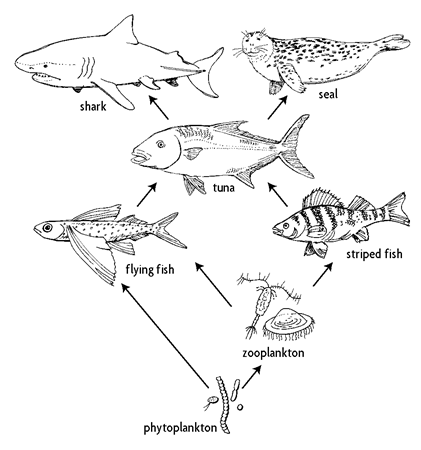 shark
seal
tuna
flying fish
striped fish
zooplankton
phytoplankton